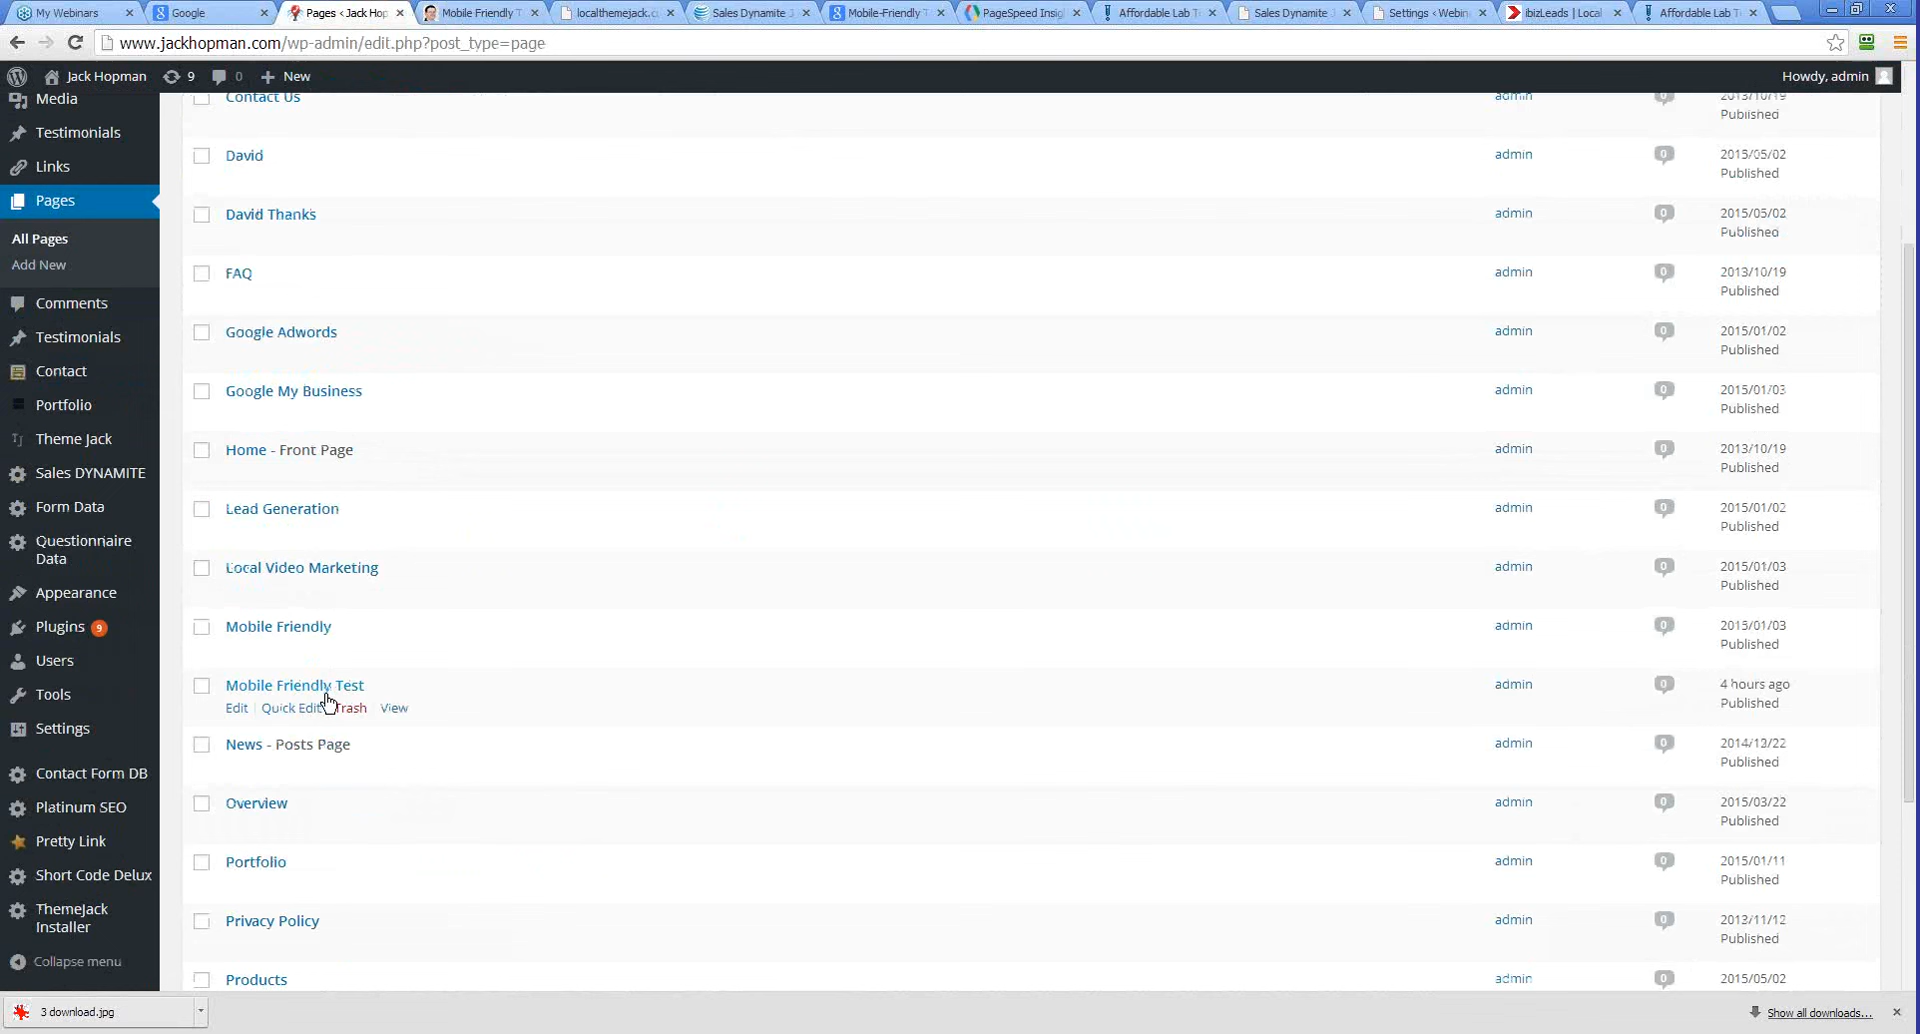 My Webinars
Google
Pages ‹ Jack Hop
Mobile Friendly T
localthemejack.c
Sales Dynamite
Mobile-Friendly T
PageSpeed Insig
Affordable Lab T
Sales Dynamite
Settings ‹ Webin
ibizLeads | Local
Affordable Lab T
www.jackhopman.com/wp-admin/edit.php?post_type=page
Jack Hopman
9
0
New
Howdy, admin
Media
Testimonials
Links
Pages
All Pages
Add New
Comments
Testimonials
Contact
Portfolio
Theme Jack
Sales DYNAMITE
Form Data
Questionnaire
Data
Appearance
Plugins 9
Users
Tools
Settings
Contact Form DB
Platinum SEO
Pretty Link
Short Code Delux
ThemeJack
Installer
Collapse menu
Contact Us admin 0 2013/10/19
Published
David admin 0 2015/05/02
Published
David Thanks admin 0 2015/05/02
Published
FAQ admin 0 2013/10/19
Published
Google Adwords admin 0 2015/01/02
Published
Google My Business admin 0 2015/01/03
Published
Home - Front Page admin 0 2013/10/19
Published
Lead Generation admin 0 2015/01/02
Published
Local Video Marketing admin 0 2015/01/03
Published
Mobile Friendly admin 0 2015/01/03
Published
Mobile Friendly Test admin 0 4 hours ago
Edit | Quick Edit Trash View Published
News - Posts Page admin 0 2014/13/22
Published
Overview admin 0 2015/03/22
Published
Portfolio admin 0 2015/01/11
Published
Privacy Policy admin 0 2013/11/12
Published
Products admin 0 2015/05/02
3 download.jpg
Show all downloads...